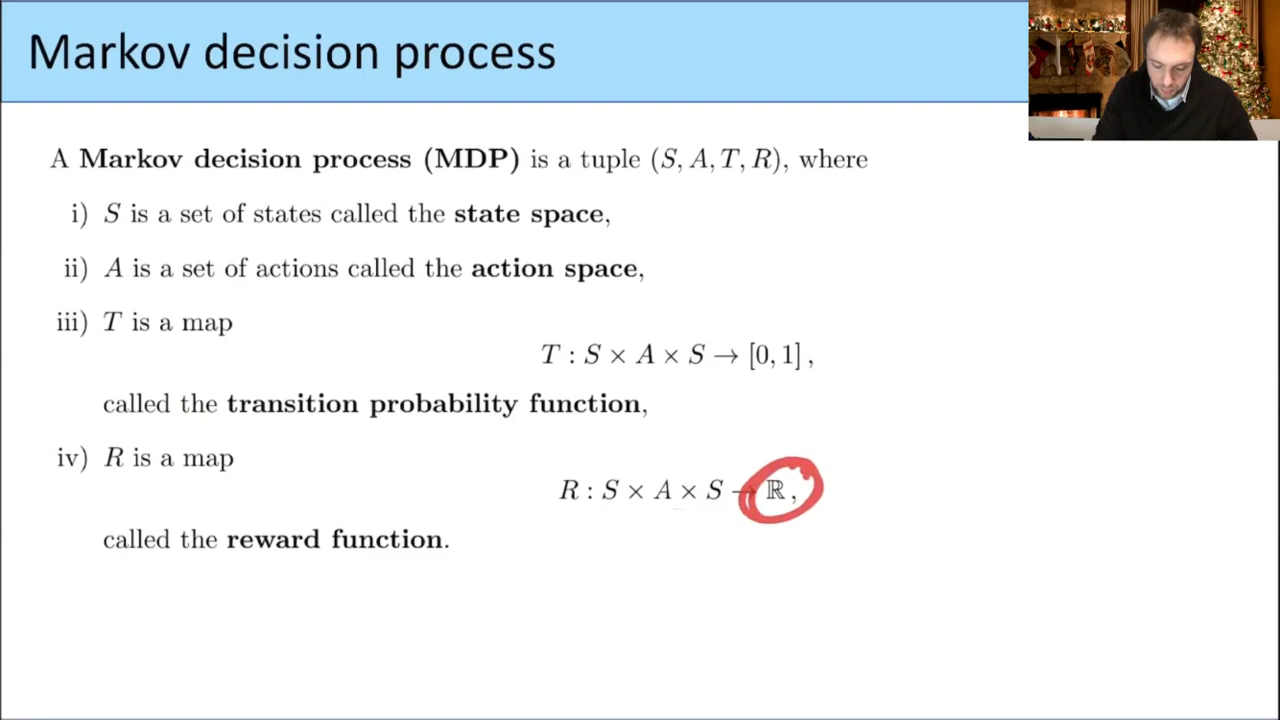 Markov decision process
A Markov decision process (MDP) is a tuple (S, A, T, R), where
i) S is a set of states called the state space,
ii) A is a set of actions called the action space,
iii) T is a map
T : S × A × S → [0, 1] ,
called the transition probability function,
iv) R is a map
R : S × A × S → ℝ ,
called the reward function.